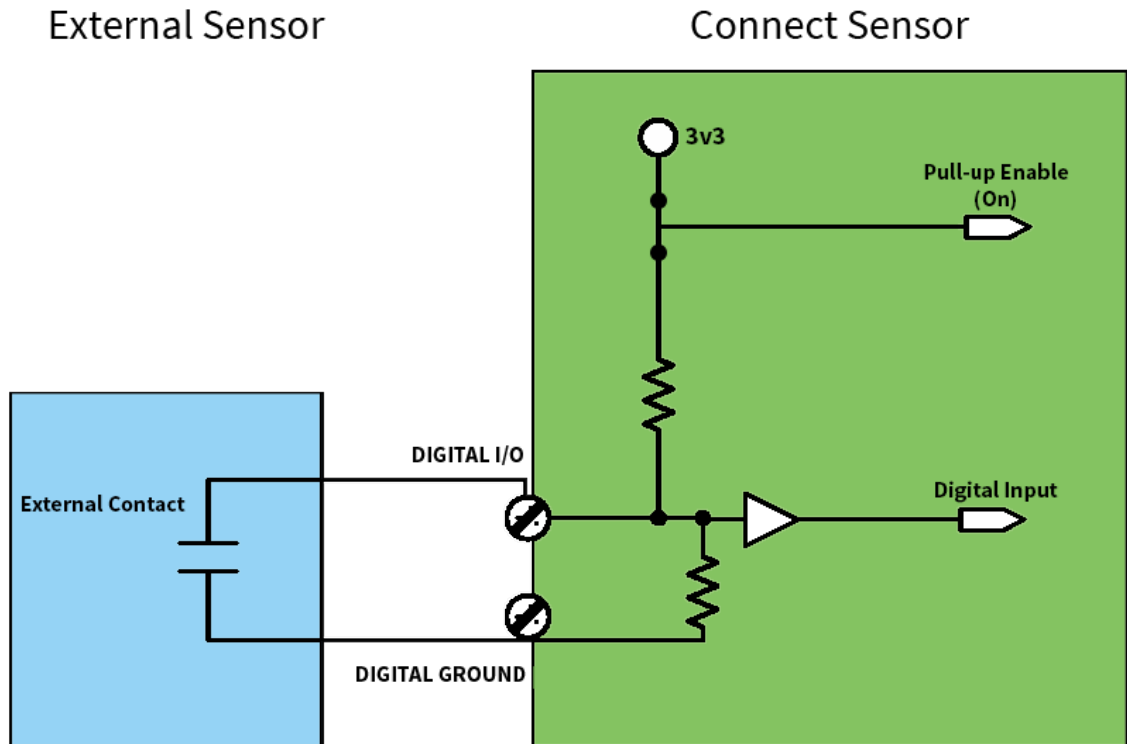 External Sensor
Connect Sensor
3v3
Pull-up Enable
(On)
DIGITAL I/O
External Contact
Digital Input
DIGITAL GROUND